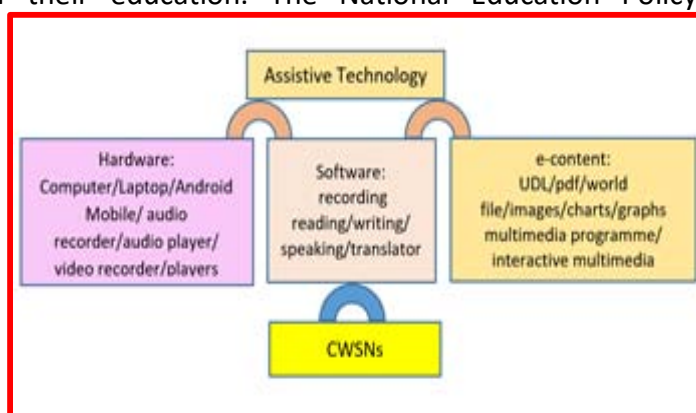 their education. The National Education Policy
Assistive Technology
Hardware:
Computer/Laptop/Android
Mobile/ audio
recorder/audio player/
video recorder/players
Software:
recording
reading/writing/
speaking/translator
e-content:
UDL/pdf/world
file/images/charts/graphs
multimedia programme/
interactive multimedia
CWSNs